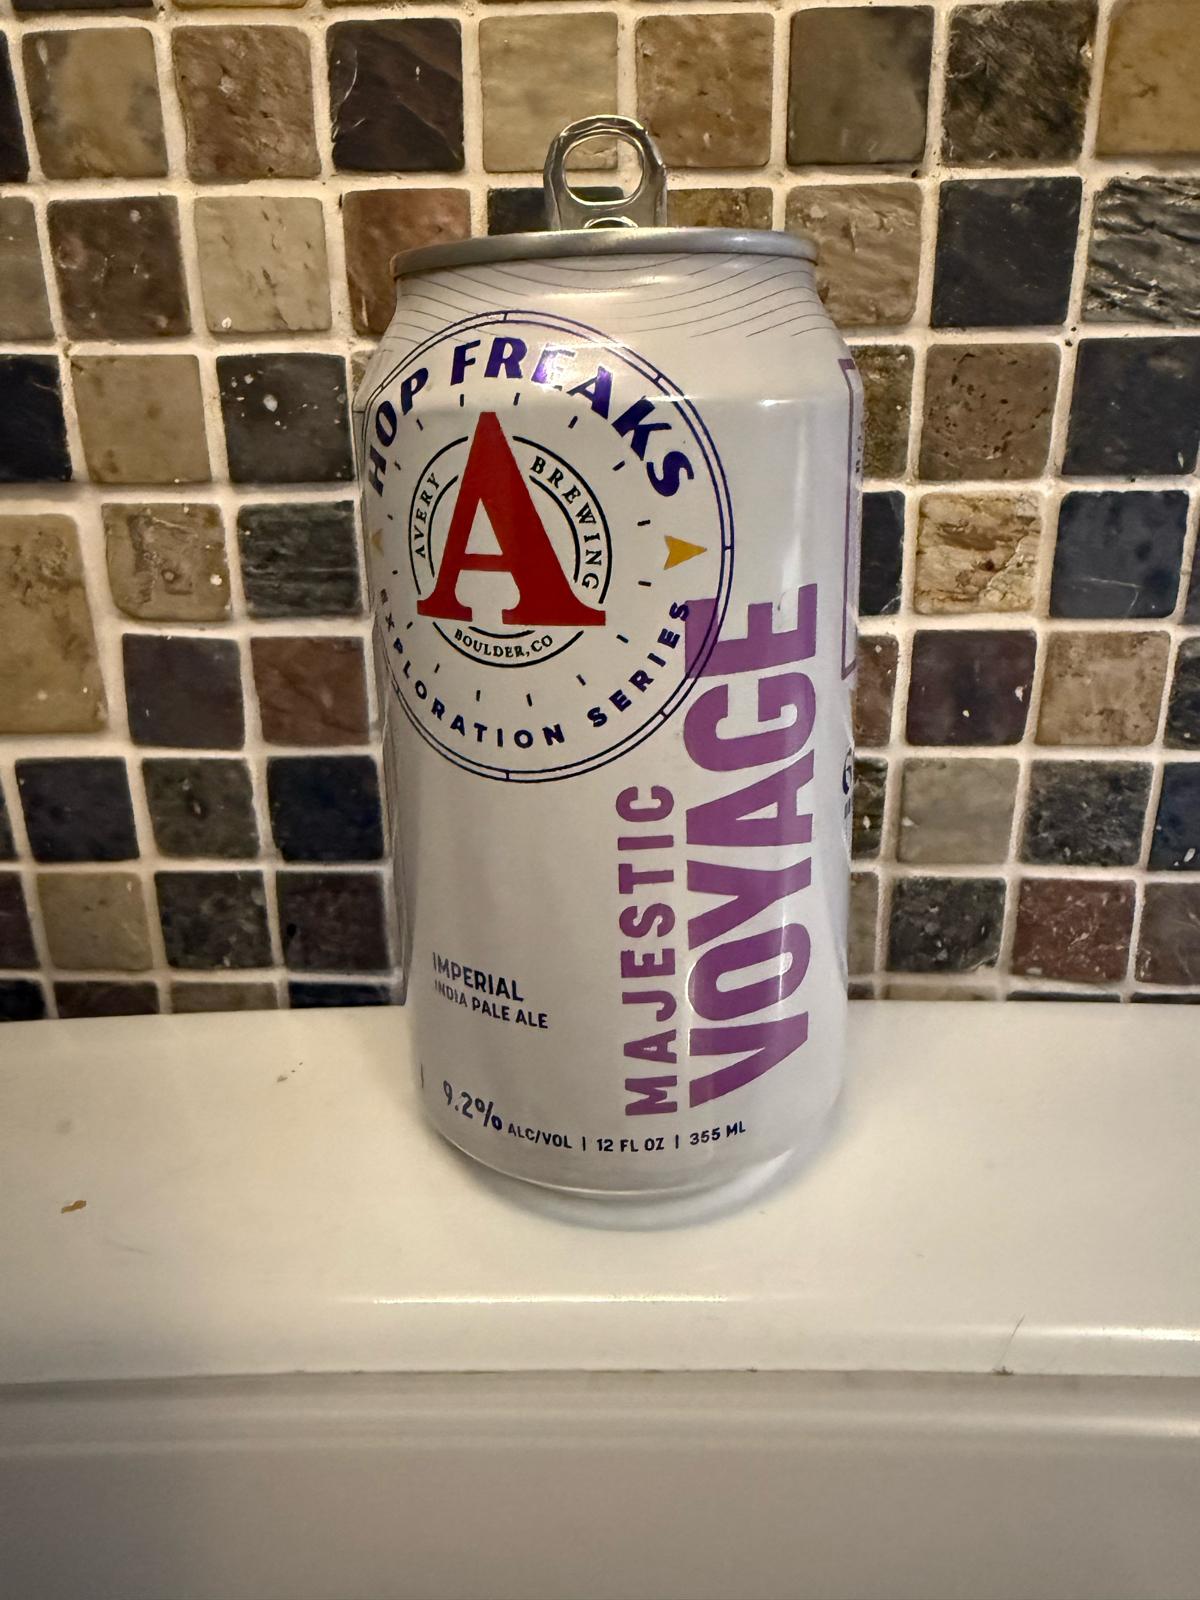 HOP FREAKS
AVERY BREWING
A
BOULDER, CO
EXPLORATION SERIES
MAJESTIC
VOYAGE
IMPERIAL
INDIA PALE ALE
9.2% ALC/VOL | 12 FL OZ | 355 ML